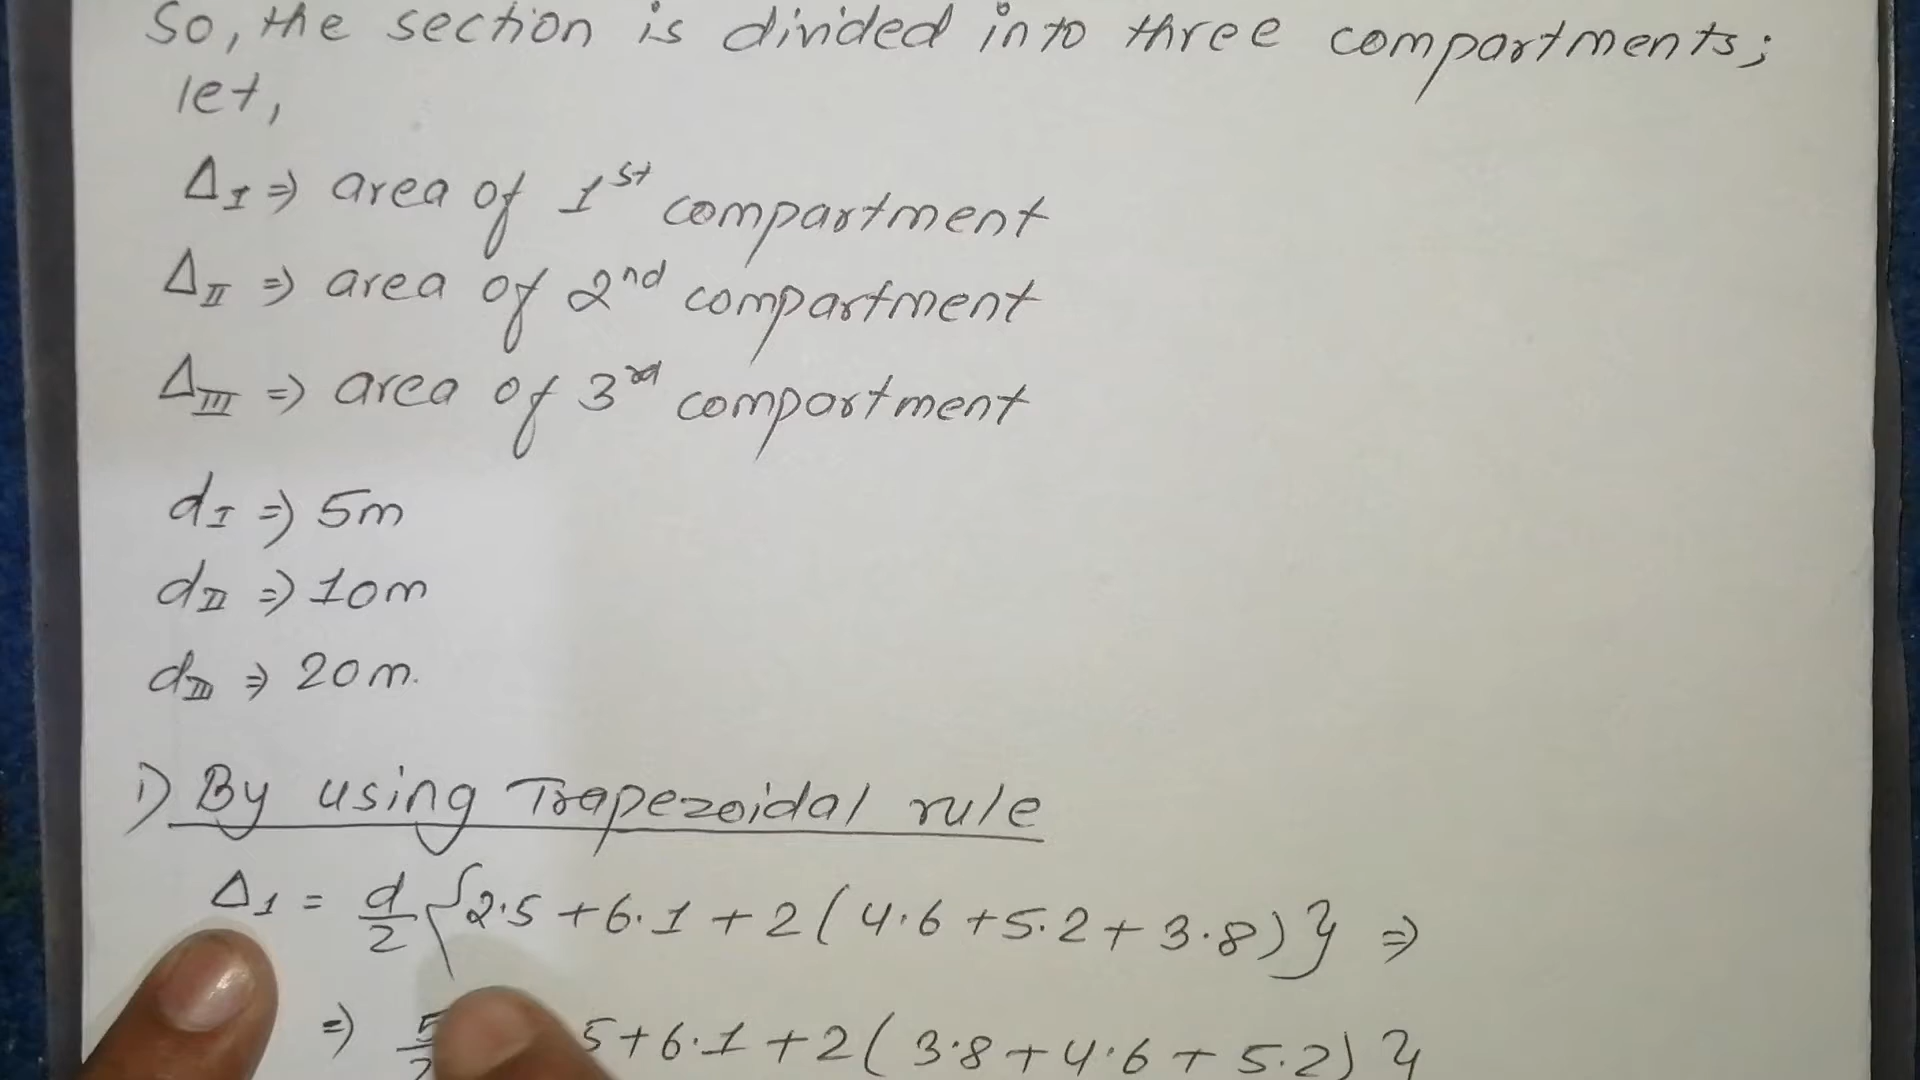 So, the section is divided into three compartments;
let,
Δ_I ⇒ area of 1st compartment
Δ_II ⇒ area of 2nd compartment
Δ_III ⇒ area of 3rd compartment
d_I ⇒ 5m
d_II ⇒ 10m
d_III ⇒ 20m.
i) By using Trapezoidal rule
Δ_1 = d/2 {2.5 + 6.1 + 2(4.6 + 5.2 + 3.8)} ⇒
⇒ 5/2 5 + 6.1 + 2(3.8 + 4.6 + 5.2)}